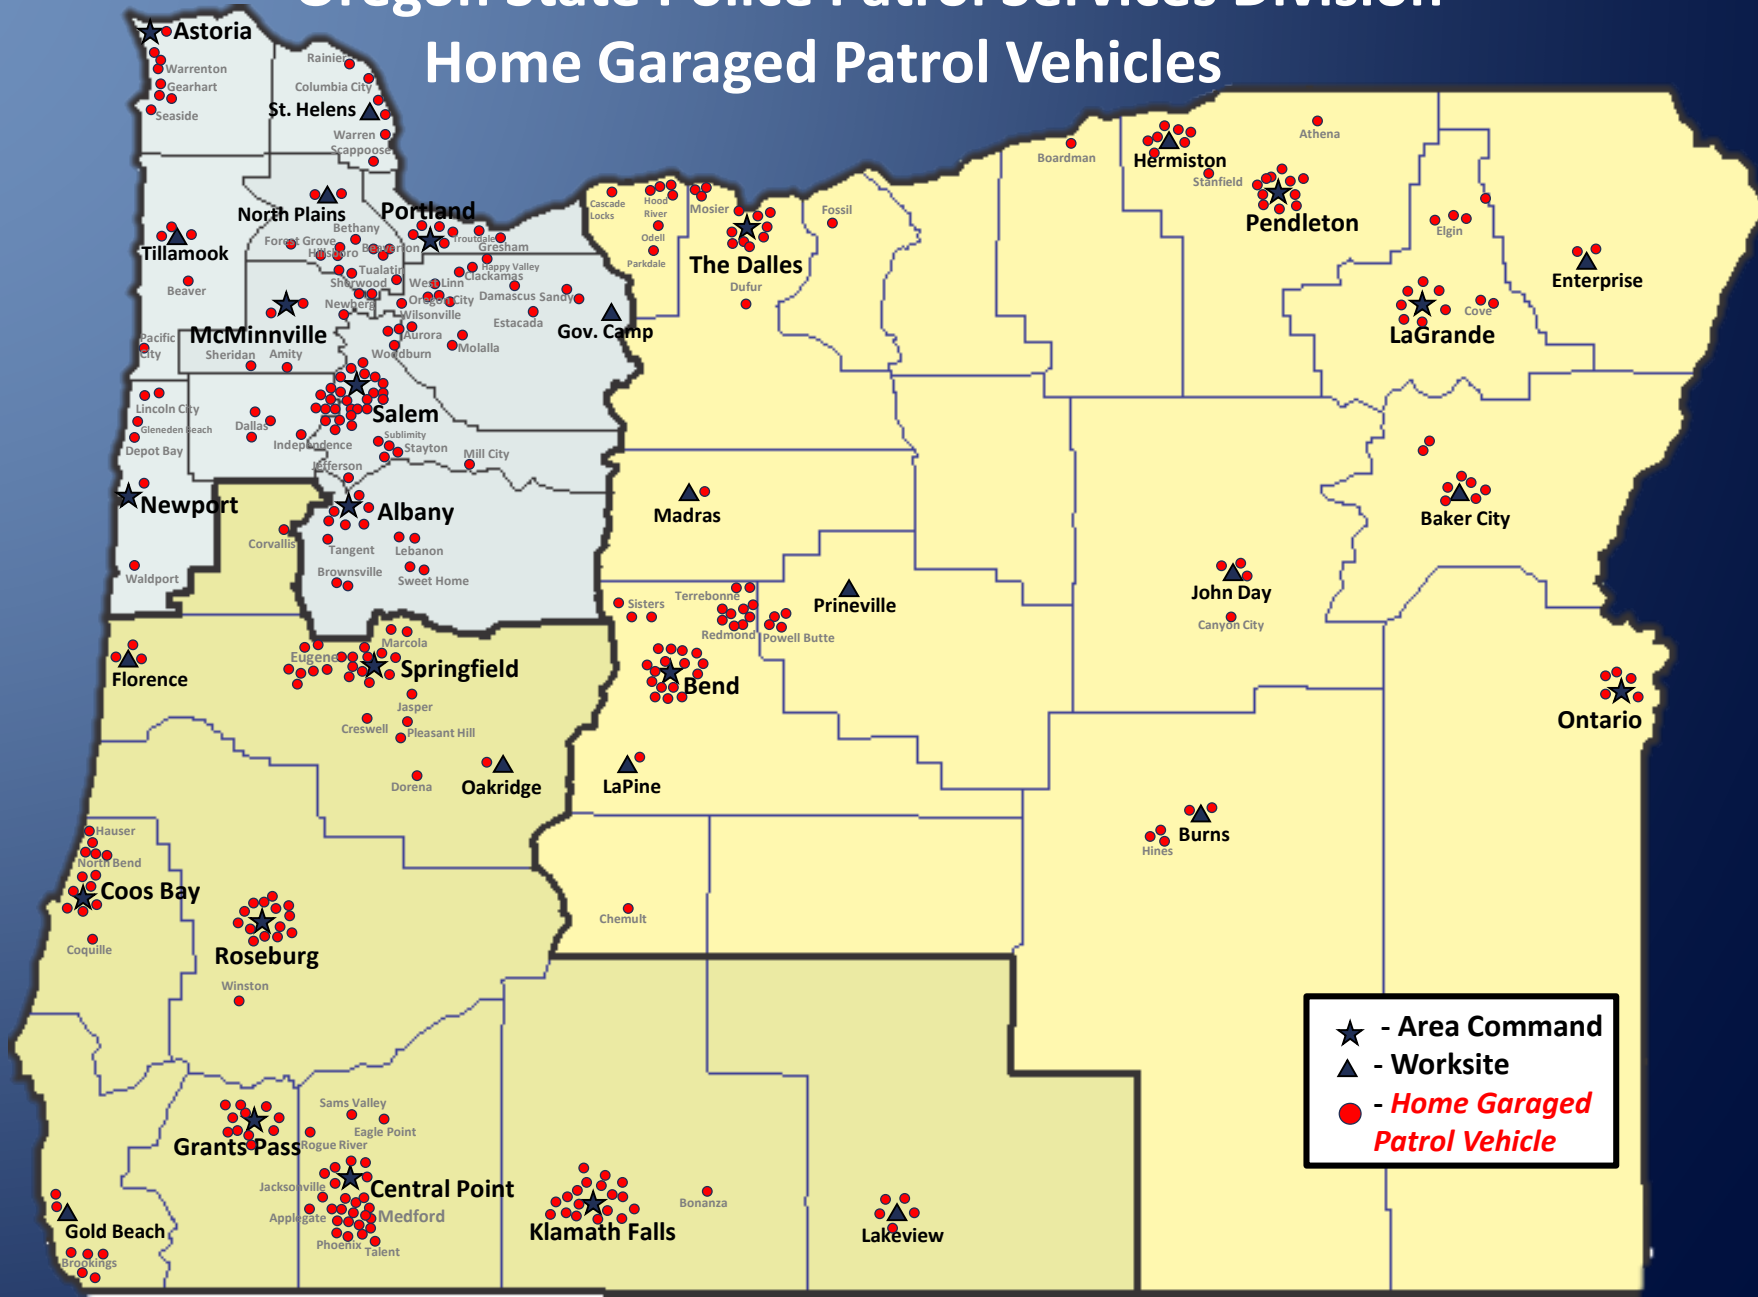 Oregon State Police Patrol Services Division
Home Garaged Patrol Vehicles
Astoria
Warrenton
Gearhart
Seaside
Rainier
Columbia City
St. Helens
Warren
Scappoose
North Plains
Portland
Bethany
Forest Grove
Hillsboro
Beaverton
Troutdale
Gresham
Tillamook
Beaver
Tualatin
Sherwood
Happy Valley
Clackamas
West Linn
Damascus
Sandy
Newberg
Oregon City
Wilsonville
Estacada
Gov. Camp
McMinnville
Aurora
Molalla
Woodburn
Pacific
City
Sheridan
Amity
Salem
Lincoln City
Gleneden Beach
Depot Bay
Dallas
Independence
Sublimity
Stayton
Mill City
Jefferson
Newport
Albany
Corvallis
Tangent
Lebanon
Waldport
Brownsville
Sweet Home
Cascade
Locks
Hood
River
Odell
Parkdale
Mosier
The Dalles
Dufur
Fossil
Boardman
Hermiston
Stanfield
Athena
Pendleton
Elgin
Enterprise
Cove
LaGrande
Baker City
Madras
Prineville
John Day
Canyon City
Sisters
Terrebonne
Redmond
Powell Butte
Bend
LaPine
Ontario
Burns
Hines
Chemult
Florence
Eugene
Marcola
Springfield
Jasper
Creswell
Pleasant Hill
Dorena
Oakridge
Hauser
North Bend
Coos Bay
Coquille
Roseburg
Winston
Sams Valley
Eagle Point
Rogue River
Grants Pass
Jacksonville
Central Point
Applegate
Medford
Phoenix
Talent
Gold Beach
Brookings
Klamath Falls
Bonanza
Lakeview
- Area Command
- Worksite
- Home Garaged
Patrol Vehicle